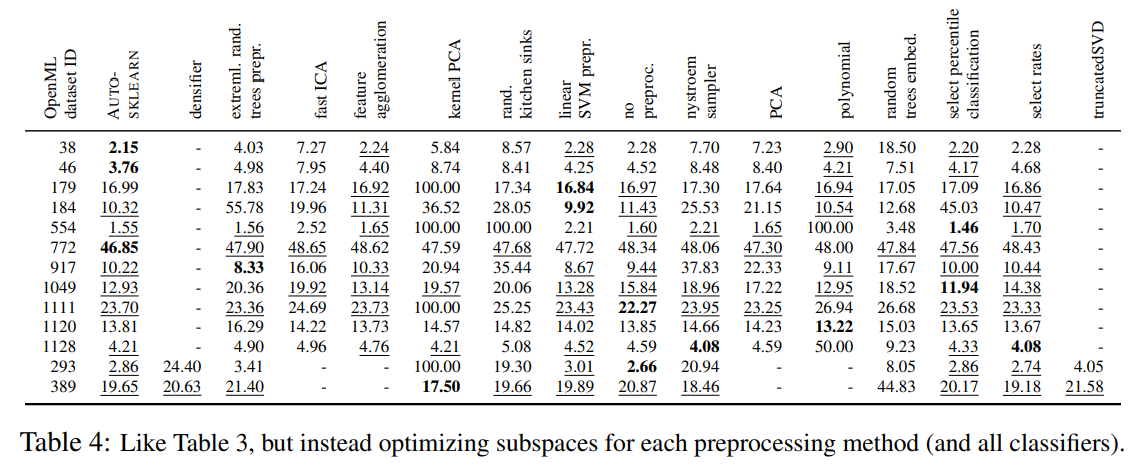 OpenML dataset ID AUTO-SKLEARN densifier extreml. rand. trees prepr. fast ICA feature agglomeration kernel PCA rand. kitchen sinks linear SVM prepr. no preproc. nystroem sampler PCA polynomial random trees embed. select percentile classification select rates truncatedSVD
38 2.15 - 4.03 7.27 2.24 5.84 8.57 2.28 2.28 7.70 7.23 2.90 18.50 2.20 2.28 -
46 3.76 - 4.98 7.95 4.40 8.74 8.41 4.25 4.52 8.48 8.40 4.21 7.51 4.17 4.68 -
179 16.99 - 17.83 17.24 16.92 100.00 17.34 16.84 16.97 17.30 17.64 16.94 17.05 17.09 16.86 -
184 10.32 - 55.78 19.96 11.31 36.52 28.05 9.92 11.43 25.53 21.15 10.54 12.68 45.03 10.47 -
554 1.55 - 1.56 2.52 1.65 100.00 100.00 2.21 1.60 2.21 1.65 100.00 3.48 1.46 1.70 -
772 46.85 - 47.90 48.65 48.62 47.59 47.68 47.72 48.34 48.06 47.30 48.00 47.84 47.56 48.43 -
917 10.22 - 8.33 16.06 10.33 20.94 35.44 8.67 9.44 37.83 22.33 9.11 17.67 10.00 10.44 -
1049 12.93 - 20.36 19.92 13.14 19.57 20.06 13.28 15.84 18.96 17.22 12.95 18.52 11.94 14.38 -
1111 23.70 - 23.36 24.69 23.73 100.00 25.25 23.43 22.27 23.95 23.25 26.94 26.68 23.53 23.33 -
1120 13.81 - 16.29 14.22 13.73 14.57 14.82 14.02 13.85 14.66 14.23 13.22 15.03 13.65 13.67 -
1128 4.21 - 4.90 4.96 4.76 4.21 5.08 4.52 4.59 4.08 4.59 50.00 9.23 4.33 4.08 -
293 2.86 24.40 3.41 - - 100.00 19.30 3.01 2.66 20.94 - - 8.05 2.86 2.74 4.05
389 19.65 20.63 21.40 - - 17.50 19.66 19.89 20.87 18.46 - - 44.83 20.17 19.18 21.58
Table 4: Like Table 3, but instead optimizing subspaces for each preprocessing method (and all classifiers).